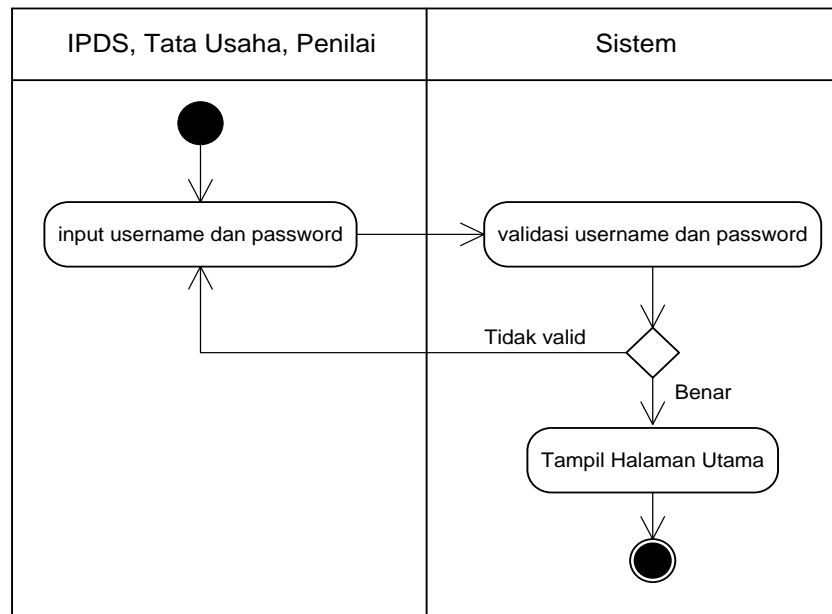 IPDS, Tata Usaha, Penilai
Sistem
input username dan password
validasi username dan password
Tidak valid
Benar
Tampil Halaman Utama